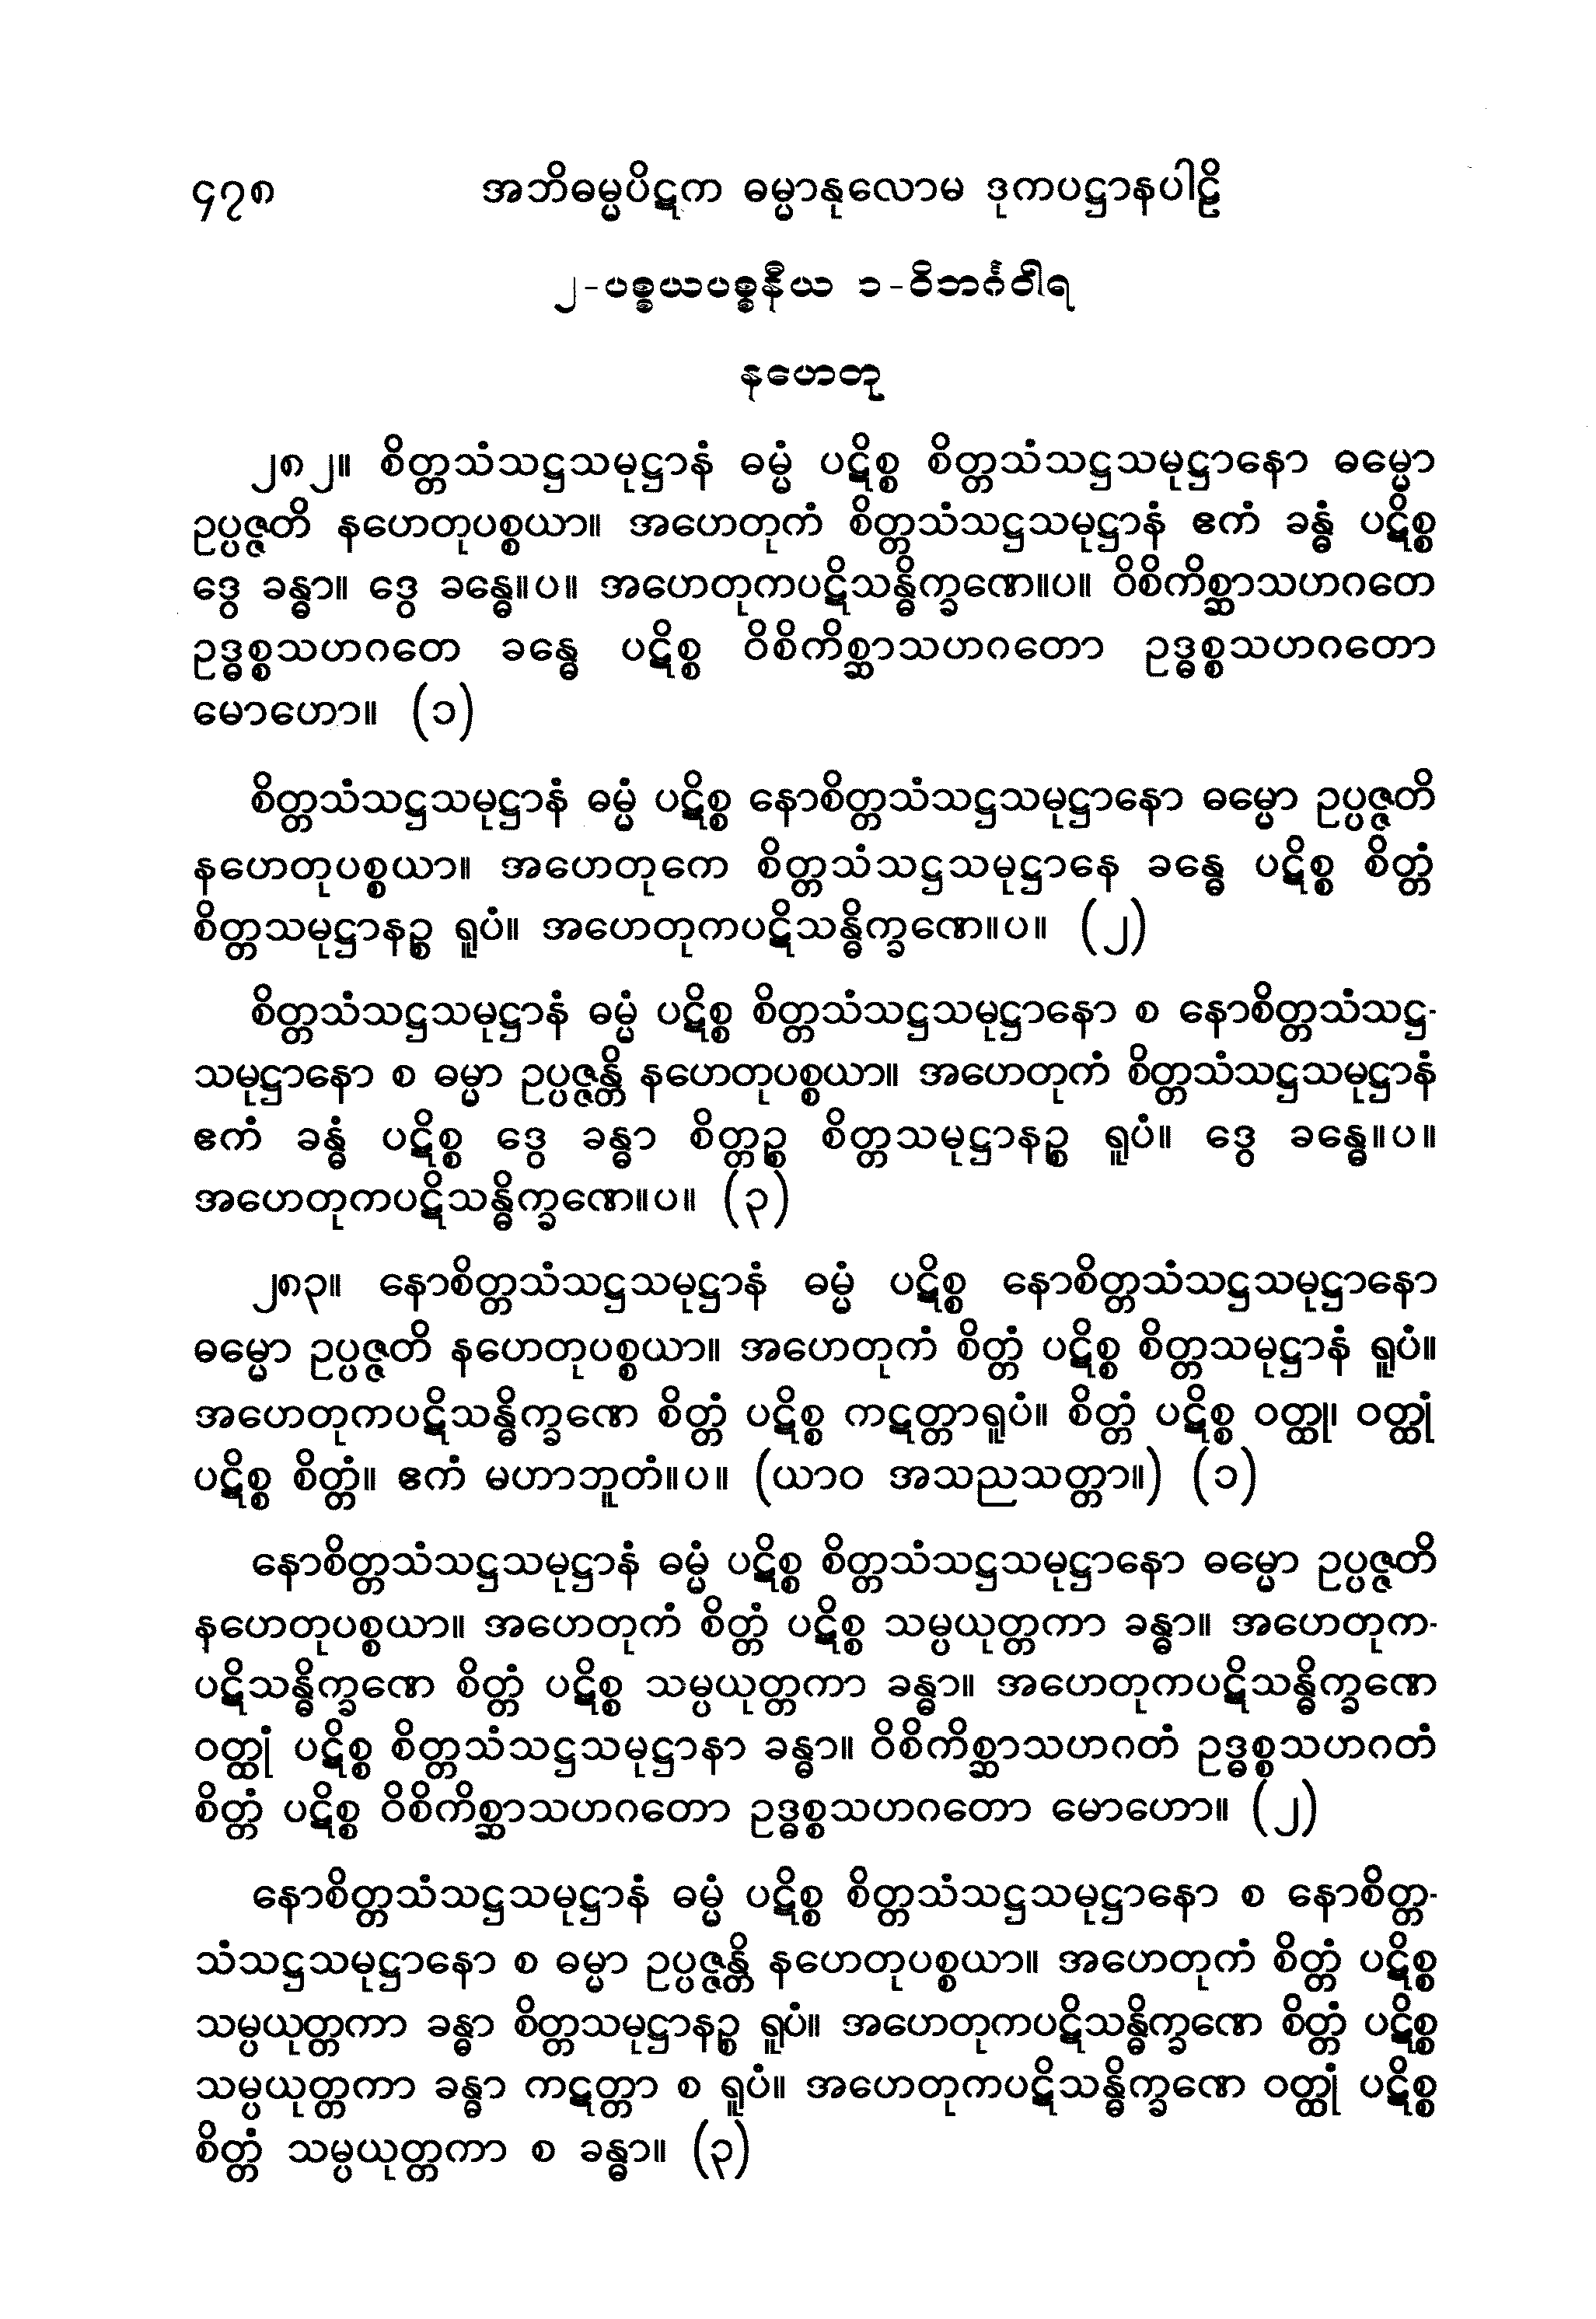 ၄၇၈ အဘိဓမ္မပိဋက ဓမ္မာနုလောမ ဒုကပဋ္ဌာနပါဠိ
၂-ပစ္စယပစ္စနီယ ၁-ဝိဘင်္ဂဝါရ
နဟေတု
၂၈၂။ စိတ္တသံသဋ္ဌသမုဋ္ဌာနံ ဓမ္မံ ပဋိစ္စ စိတ္တသံသဋ္ဌသမုဋ္ဌာနော ဓမ္မော
ဥပ္ပဇ္ဇတိ နဟေတုပစ္စယာ။ အဟေတုကံ စိတ္တသံသဋ္ဌသမုဋ္ဌာနံ ဧကံ ခန္ဓံ ပဋိစ္စ
ဒွေ ခန္ဓာ။ ဒွေ ခန္ဓေ။ပ။ အဟေတုကပဋိသန္ဓိက္ခဏေ။ပ။ ဝိစိကိစ္ဆာသဟဂတေ
ဥဒ္ဓစ္စသဟဂတေ ခန္ဓေ ပဋိစ္စ ဝိစိကိစ္ဆာသဟဂတော ဥဒ္ဓစ္စသဟဂတော
မောဟော။ (၁)
စိတ္တသံသဋ္ဌသမုဋ္ဌာနံ ဓမ္မံ ပဋိစ္စ နောစိတ္တသံသဋ္ဌသမုဋ္ဌာနော ဓမ္မော ဥပ္ပဇ္ဇတိ
နဟေတုပစ္စယာ။ အဟေတုကေ စိတ္တသံသဋ္ဌသမုဋ္ဌာနေ ခန္ဓေ ပဋိစ္စ စိတ္တံ
စိတ္တသမုဋ္ဌာနဉ္စ ရူပံ။ အဟေတုကပဋိသန္ဓိက္ခဏေ။ပ။ (၂)
စိတ္တသံသဋ္ဌသမုဋ္ဌာနံ ဓမ္မံ ပဋိစ္စ စိတ္တသံသဋ္ဌသမုဋ္ဌာနော စ နောစိတ္တသံသဋ္ဌ-
သမုဋ္ဌာနော စ ဓမ္မာ ဥပ္ပဇ္ဇန္တိ နဟေတုပစ္စယာ။ အဟေတုကံ စိတ္တသံသဋ္ဌသမုဋ္ဌာနံ
ဧကံ ခန္ဓံ ပဋိစ္စ ဒွေ ခန္ဓာ စိတ္တဉ္စ စိတ္တသမုဋ္ဌာနဉ္စ ရူပံ။ ဒွေ ခန္ဓေ။ပ။
အဟေတုကပဋိသန္ဓိက္ခဏေ။ပ။ (၃)
၂၈၃။ နောစိတ္တသံသဋ္ဌသမုဋ္ဌာနံ ဓမ္မံ ပဋိစ္စ နောစိတ္တသံသဋ္ဌသမုဋ္ဌာနော
ဓမ္မော ဥပ္ပဇ္ဇတိ နဟေတုပစ္စယာ။ အဟေတုကံ စိတ္တံ ပဋိစ္စ စိတ္တသမုဋ္ဌာနံ ရူပံ။
အဟေတုကပဋိသန္ဓိက္ခဏေ စိတ္တံ ပဋိစ္စ ကဋတ္တာရူပံ။ စိတ္တံ ပဋိစ္စ ဝတ္ထု၊ ဝတ္ထုံ
ပဋိစ္စ စိတ္တံ။ ဧကံ မဟာဘူတံ။ပ။ (ယာဝ အသညသတ္တာ။) (၁)
နောစိတ္တသံသဋ္ဌသမုဋ္ဌာနံ ဓမ္မံ ပဋိစ္စ စိတ္တသံသဋ္ဌသမုဋ္ဌာနော ဓမ္မော ဥပ္ပဇ္ဇတိ
နဟေတုပစ္စယာ။ အဟေတုကံ စိတ္တံ ပဋိစ္စ သမ္ပယုတ္တကာ ခန္ဓာ။ အဟေတုက-
ပဋိသန္ဓိက္ခဏေ စိတ္တံ ပဋိစ္စ သမ္ပယုတ္တကာ ခန္ဓာ။ အဟေတုကပဋိသန္ဓိက္ခဏေ
ဝတ္ထုံ ပဋိစ္စ စိတ္တသံသဋ္ဌသမုဋ္ဌာနာ ခန္ဓာ။ ဝိစိကိစ္ဆာသဟဂတံ ဥဒ္ဓစ္စသဟဂတံ
စိတ္တံ ပဋိစ္စ ဝိစိကိစ္ဆာသဟဂတော ဥဒ္ဓစ္စသဟဂတော မောဟော။ (၂)
နောစိတ္တသံသဋ္ဌသမုဋ္ဌာနံ ဓမ္မံ ပဋိစ္စ စိတ္တသံသဋ္ဌသမုဋ္ဌာနော စ နောစိတ္တ-
သံသဋ္ဌသမုဋ္ဌာနော စ ဓမ္မာ ဥပ္ပဇ္ဇန္တိ နဟေတုပစ္စယာ။ အဟေတုကံ စိတ္တံ ပဋိစ္စ
သမ္ပယုတ္တကာ ခန္ဓာ စိတ္တသမုဋ္ဌာနဉ္စ ရူပံ။ အဟေတုကပဋိသန္ဓိက္ခဏေ စိတ္တံ ပဋိစ္စ
သမ္ပယုတ္တကာ ခန္ဓာ ကဋတ္တာ စ ရူပံ။ အဟေတုကပဋိသန္ဓိက္ခဏေ ဝတ္ထုံ ပဋိစ္စ
စိတ္တံ သမ္ပယုတ္တကာ စ ခန္ဓာ။ (၃)